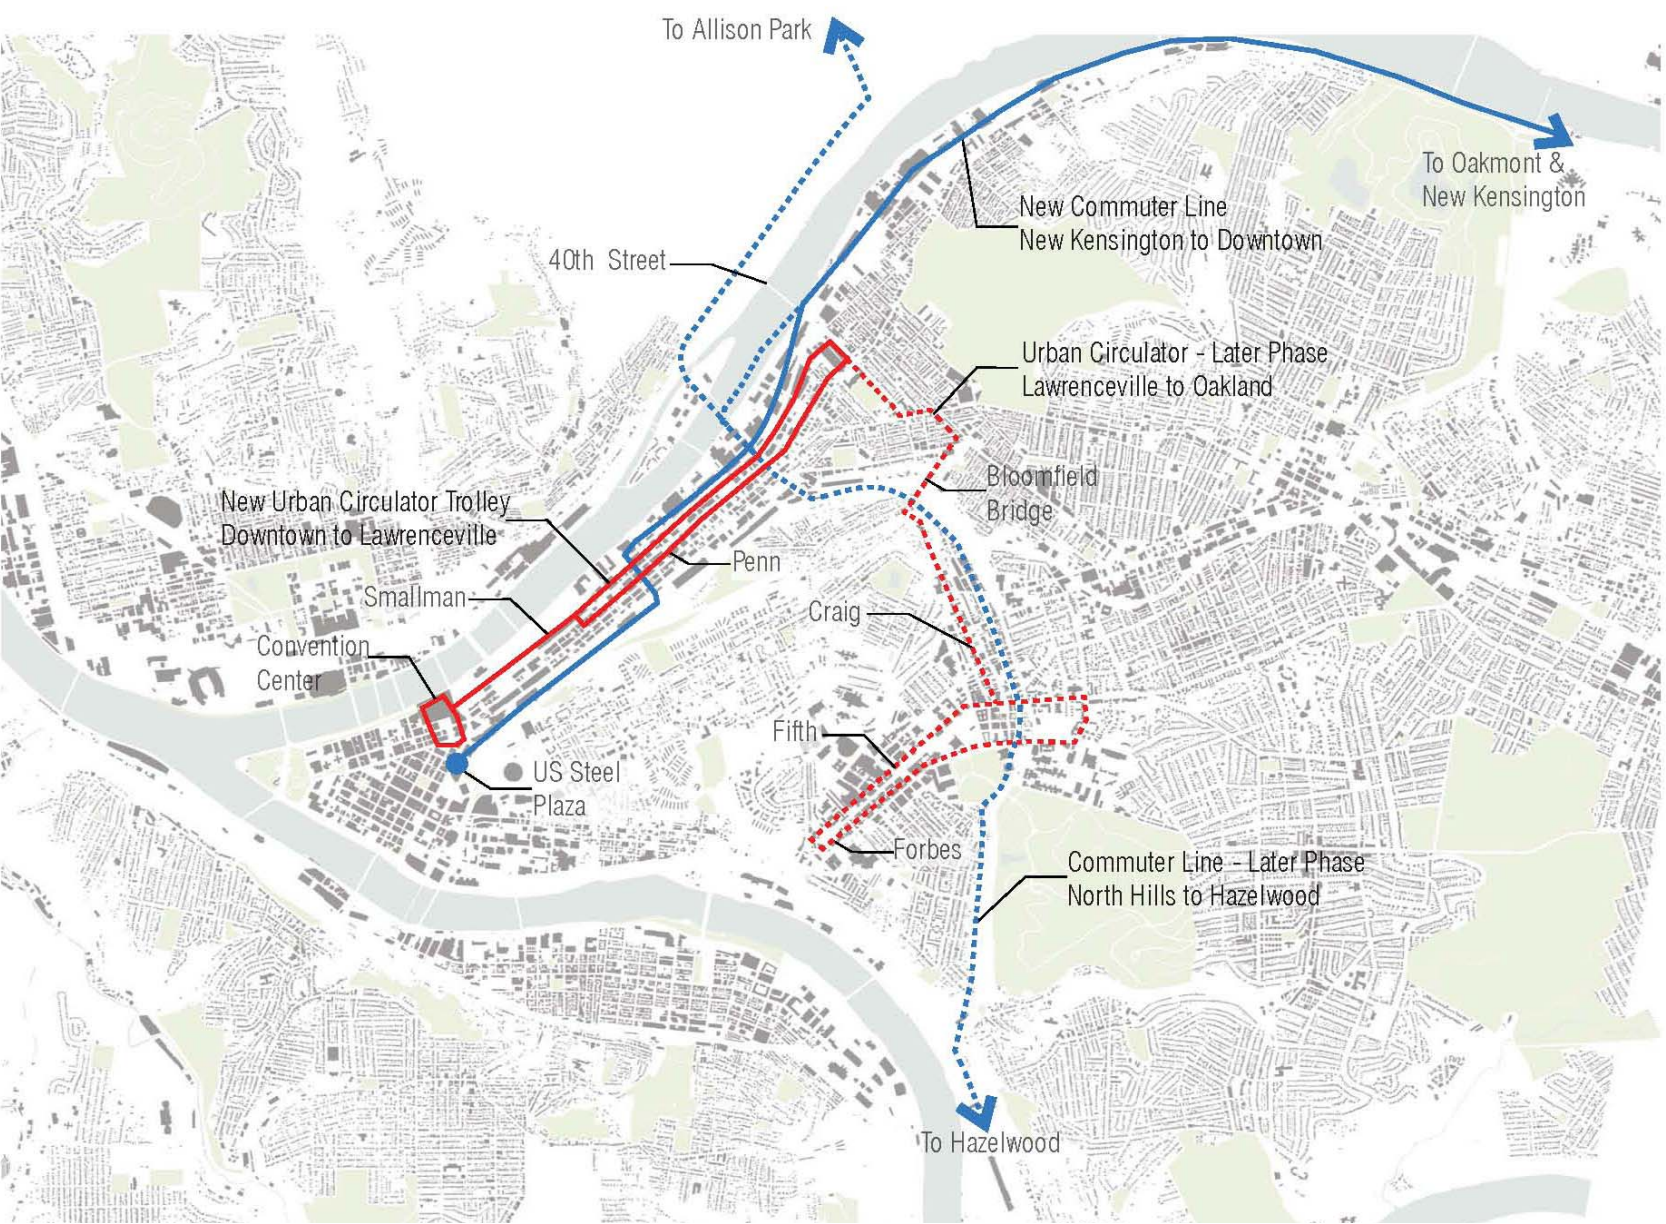 To Allison Park
To Oakmont &
New Kensington
New Commuter Line
New Kensington to Downtown
40th Street
Urban Circulator - Later Phase
Lawrenceville to Oakland
Bloomfield
Bridge
New Urban Circulator Trolley
Downtown to Lawrenceville
Penn
Smallman
Craig
Convention
Center
Fifth
US Steel
Plaza
Forbes
Commuter Line - Later Phase
North Hills to Hazelwood
To Hazelwood